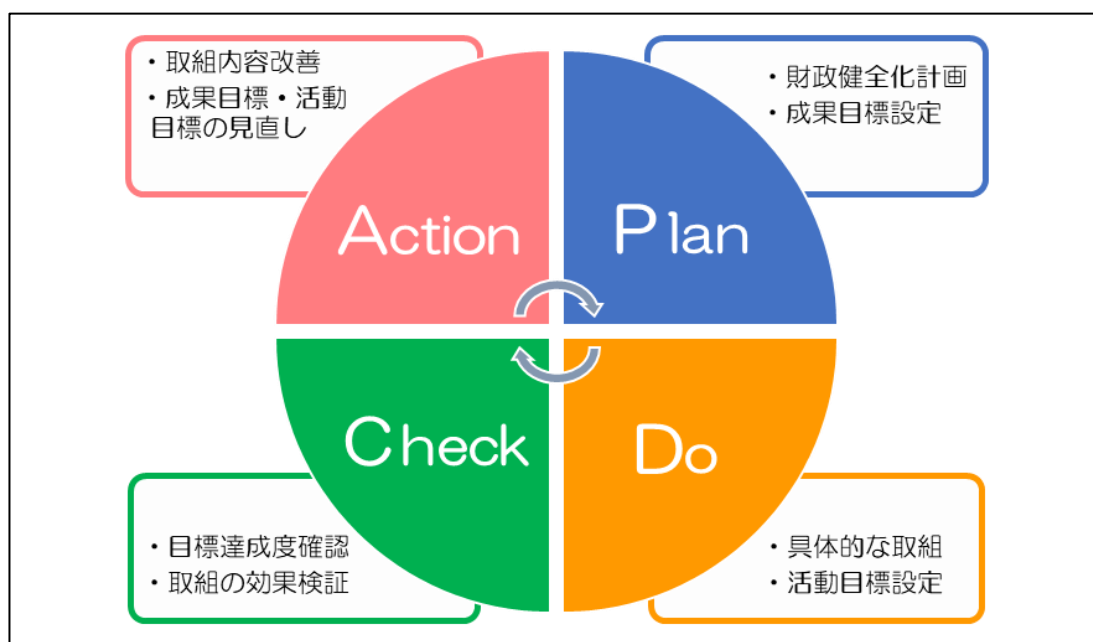 ・取組内容改善
・成果目標・活動
目標の見直し
・財政健全化計画
・成果目標設定
Action
Plan
Check
Do
・目標達成度確認
・取組の効果検証
・具体的な取組
・活動目標設定